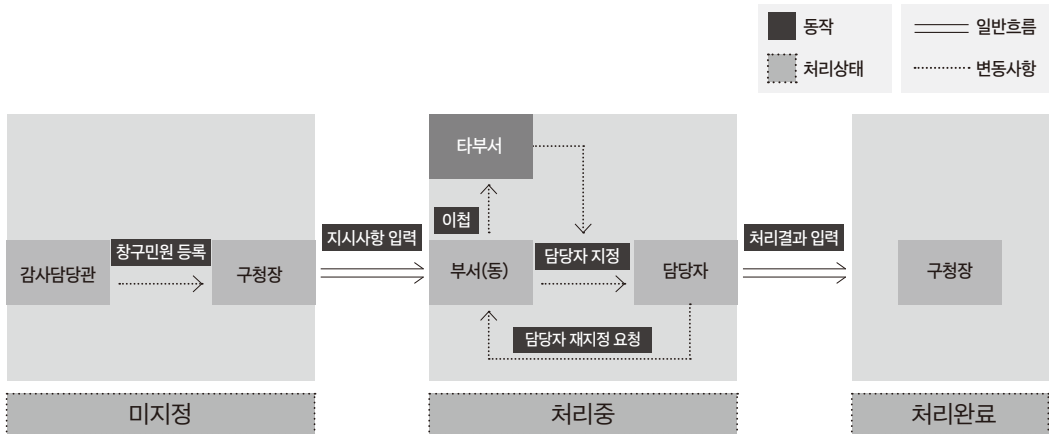 동작
일반흐름
처리상태
변동사항
타부서
이첩
창구민원 등록
지시사항 입력
담당자 지정
처리결과 입력
감사담당관
구청장
부서(동)
담당자
구청장
담당자 재지정 요청
미지정
처리중
처리완료